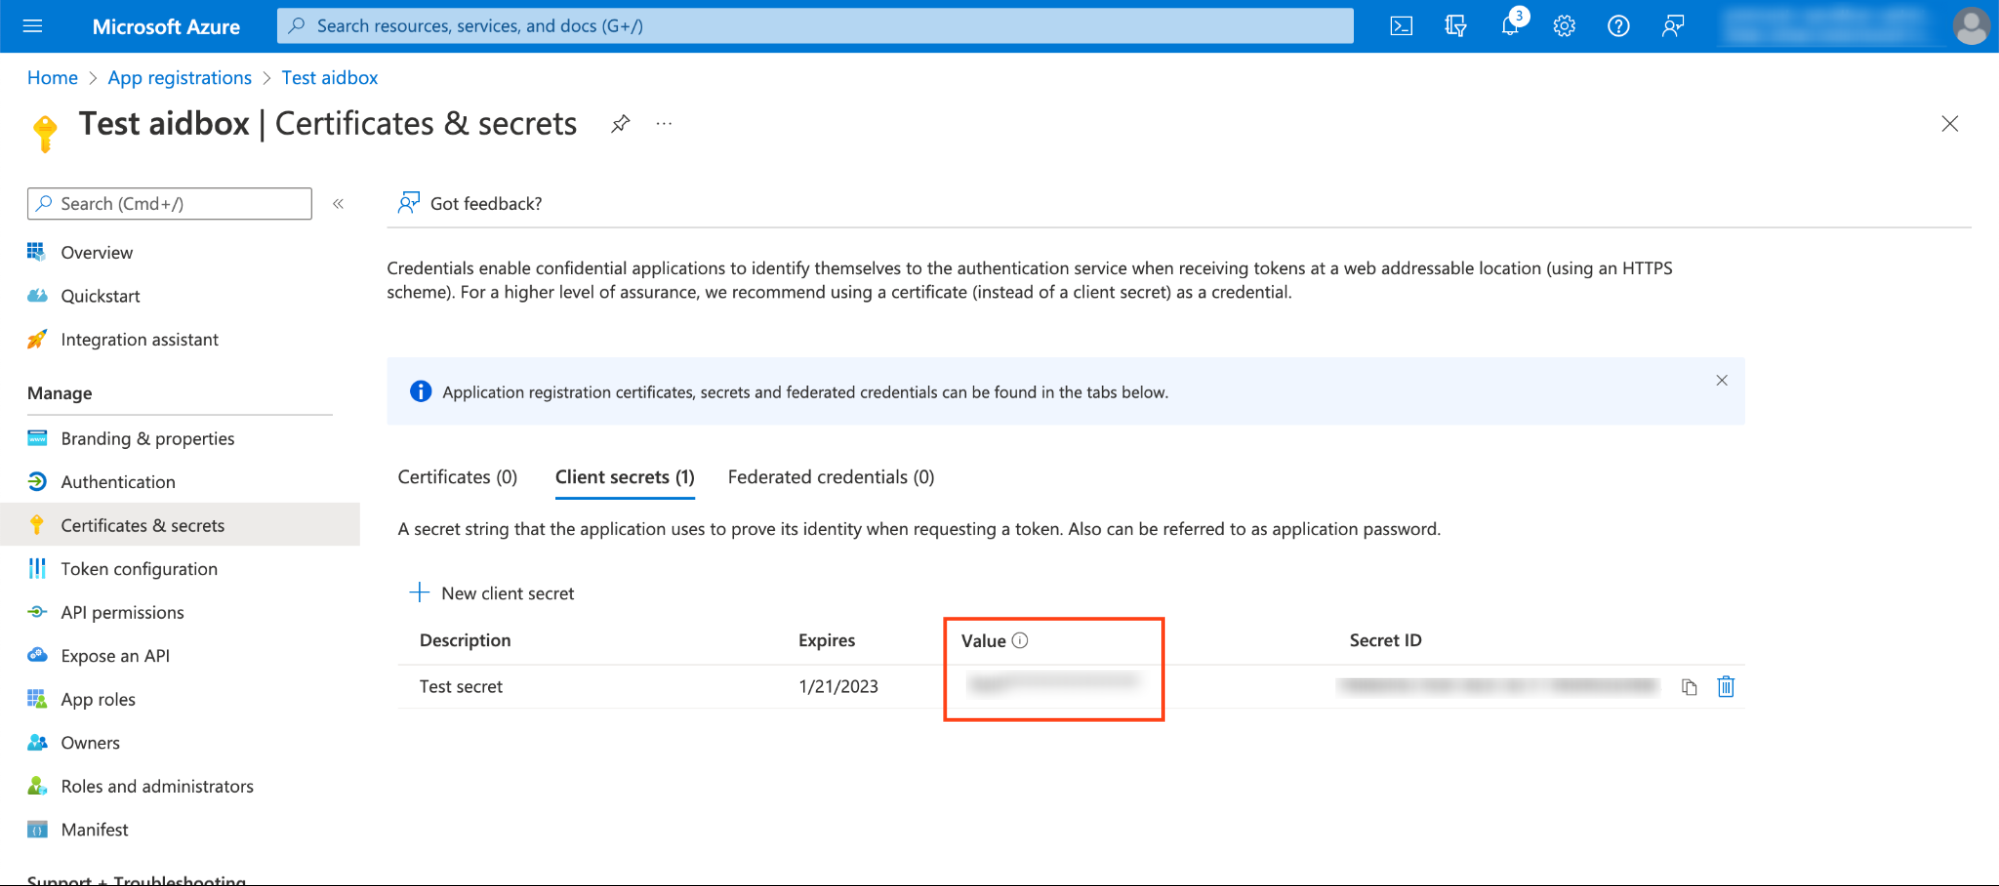 Microsoft Azure
Search resources, services, and docs (G+/)
3
Home > App registrations > Test aidbox
Test aidbox | Certificates & secrets
Search (Cmd+/)
«
Overview
Quickstart
Integration assistant
Manage
Branding & properties
Authentication
Certificates & secrets
Token configuration
API permissions
Expose an API
App roles
Owners
Roles and administrators
Manifest
Support + Troubleshooting
Got feedback?
Credentials enable confidential applications to identify themselves to the authentication service when receiving tokens at a web addressable location (using an HTTPS
scheme). For a higher level of assurance, we recommend using a certificate (instead of a client secret) as a credential.
Application registration certificates, secrets and federated credentials can be found in the tabs below.
Certificates (0) Client secrets (1) Federated credentials (0)
A secret string that the application uses to prove its identity when requesting a token. Also can be referred to as application password.
New client secret
Description Expires Value Secret ID
Test secret 1/21/2023